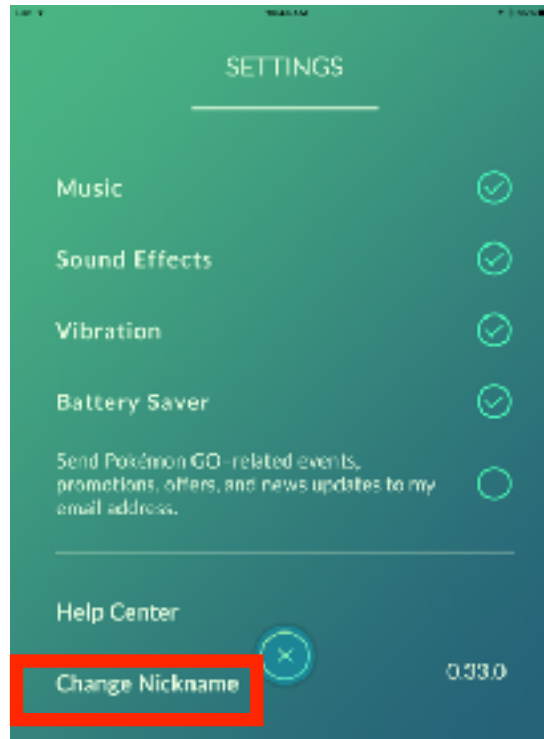 SETTINGS
Music
Sound Effects
Vibration
Battery Saver
Send Pokémon GO-related events,
promotions, offers, and news updates to my
email address.
Help Center
Change Nickname
0.33.0